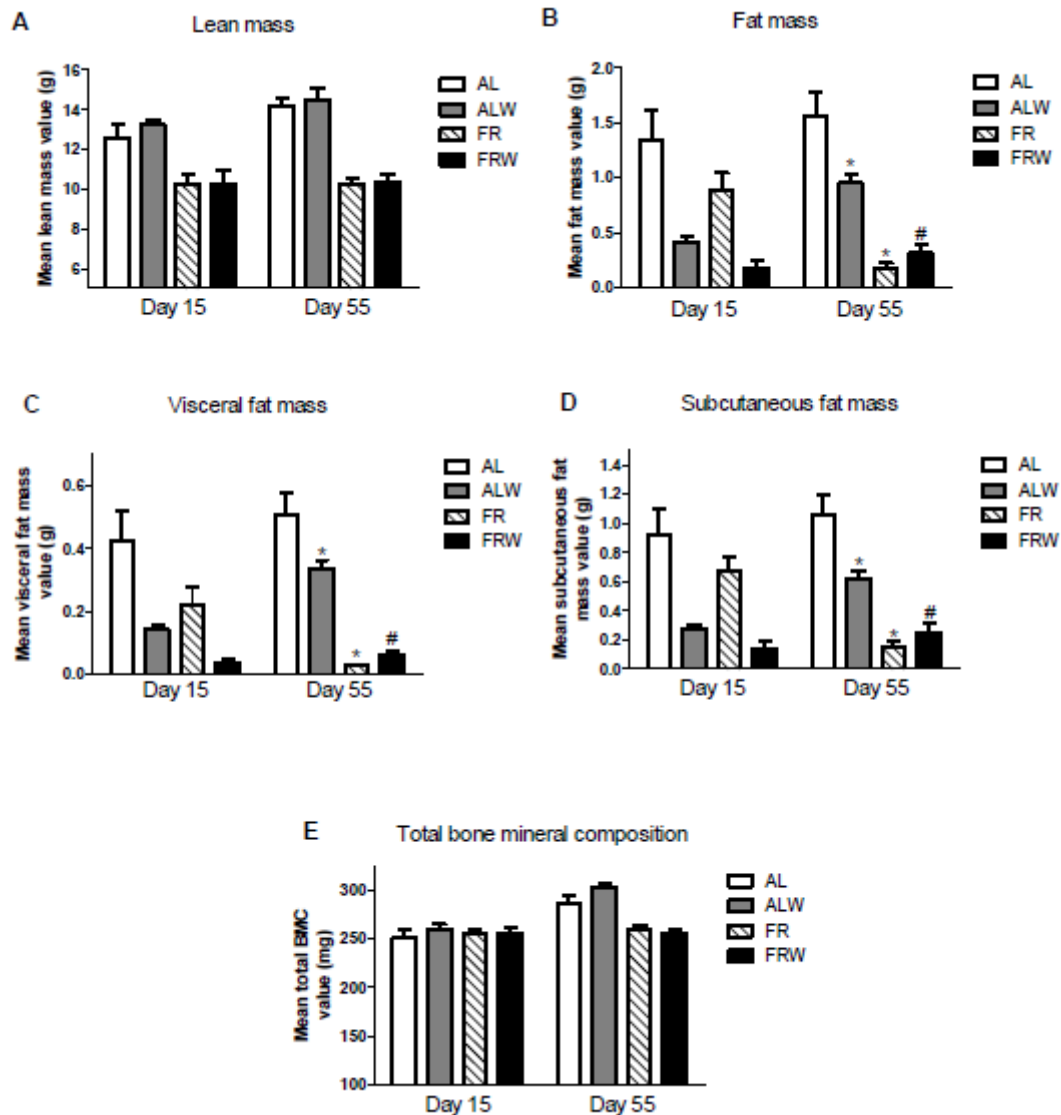 A
Lean mass
Mean lean mass value (g)
16
14
12
10
8
6
Day 15
Day 55
AL
ALW
FR
FRW
B
Fat mass
Mean fat mass value (g)
2.0
1.5
1.0
0.5
0.0
*
*
#
Day 15
Day 55
AL
ALW
FR
FRW
C
Visceral fat mass
Mean visceral fat mass
value (g)
0.6
0.4
0.2
0.0
*
*
#
Day 15
Day 55
AL
ALW
FR
FRW
D
Subcutaneous fat mass
Mean subcutaneous fat
mass value (g)
1.4
1.2
1.0
0.8
0.6
0.4
0.2
0.0
*
*
#
Day 15
Day 55
AL
ALW
FR
FRW
E
Total bone mineral composition
Mean total BMC
value (mg)
300
250
200
150
100
Day 15
Day 55
AL
ALW
FR
FRW